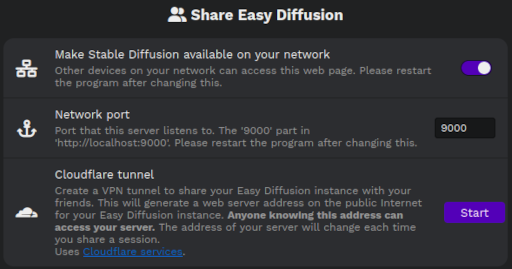 Share Easy Diffusion
Make Stable Diffusion available on your network
Other devices on your network can access this web page. Please restart
the program after changing this.
Network port
Port that this server listens to. The '9000' part in
'http://localhost:9000'. Please restart the program after changing this.
9000
Cloudflare tunnel
Create a VPN tunnel to share your Easy Diffusion instance with your
friends. This will generate a web server address on the public Internet
for your Easy Diffusion instance. Anyone knowing this address can
access your server. The address of your server will change each time
you share a session.
Uses Cloudflare services.
Start